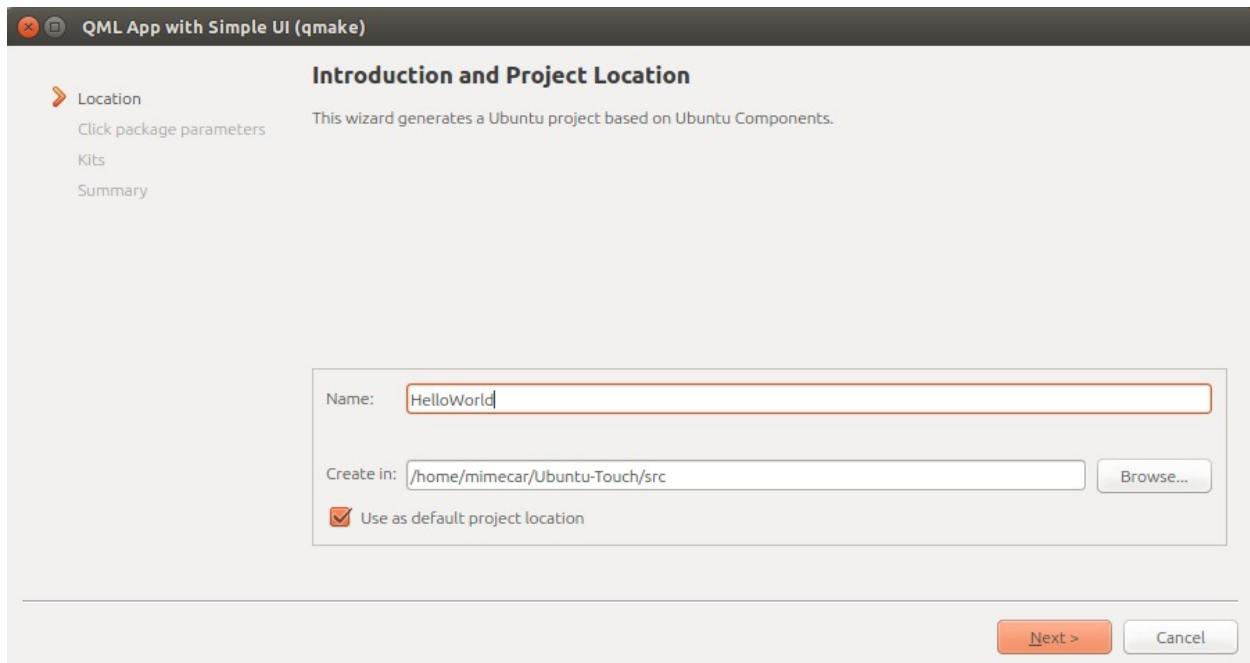 QML App with Simple UI (qmake)
Location
Click package parameters
Kits
Summary
Introduction and Project Location
This wizard generates a Ubuntu project based on Ubuntu Components.
Name: HelloWorld
Create in: /home/mimecar/Ubuntu-Touch/src Browse...
Use as default project location
Next > Cancel